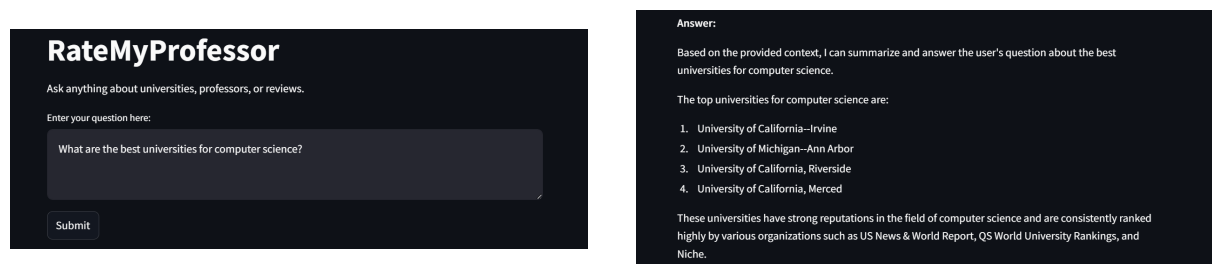 RateMyProfessor
Ask anything about universities, professors, or reviews.
Enter your question here:
What are the best universities for computer science?
Submit
Answer:
Based on the provided context, I can summarize and answer the user's question about the best
universities for computer science.
The top universities for computer science are:
1. University of California--Irvine
2. University of Michigan--Ann Arbor
3. University of California, Riverside
4. University of California, Merced
These universities have strong reputations in the field of computer science and are consistently ranked
highly by various organizations such as US News & World Report, QS World University Rankings, and
Niche.